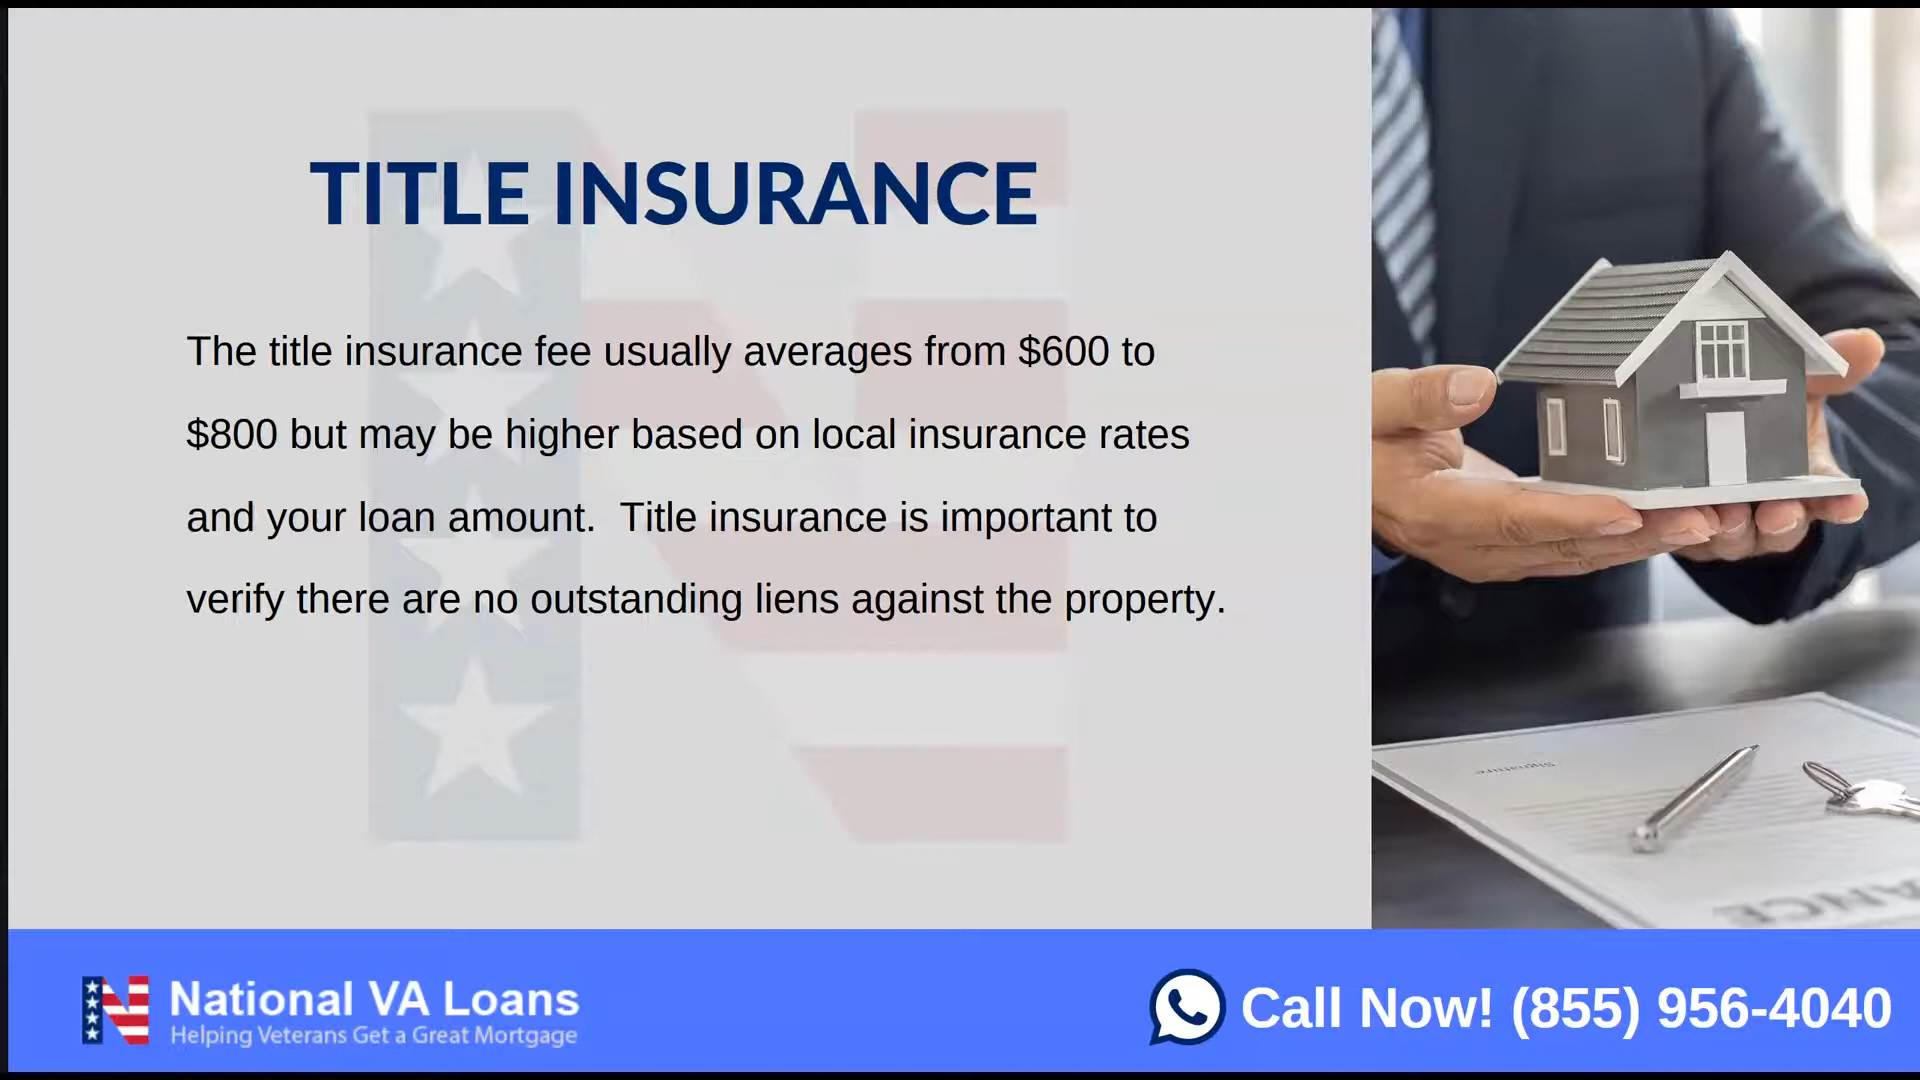 TITLE INSURANCE
The title insurance fee usually averages from $600 to
$800 but may be higher based on local insurance rates
and your loan amount.  Title insurance is important to
verify there are no outstanding liens against the property.
Signature
ANCE
National VA Loans
Helping Veterans Get a Great Mortgage
Call Now! (855) 956-4040